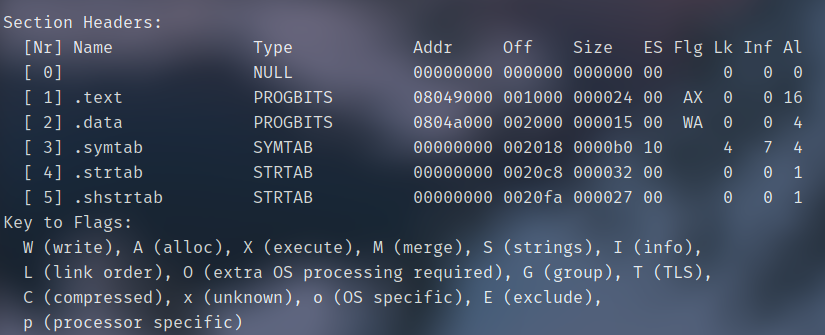 Section Headers:
  [Nr] Name              Type            Addr     Off    Size   ES Flg Lk Inf Al
  [ 0]                   NULL            00000000 000000 000000 00      0   0  0
  [ 1] .text             PROGBITS        08049000 001000 000024 00  AX  0   0 16
  [ 2] .data             PROGBITS        0804a000 002000 000015 00  WA  0   0  4
  [ 3] .symtab           SYMTAB          00000000 002018 0000b0 10      4   7  4
  [ 4] .strtab           STRTAB          00000000 0020c8 000032 00      0   0  1
  [ 5] .shstrtab         STRTAB          00000000 0020fa 000027 00      0   0  1
Key to Flags:
  W (write), A (alloc), X (execute), M (merge), S (strings), I (info),
  L (link order), O (extra OS processing required), G (group), T (TLS),
  C (compressed), x (unknown), o (OS specific), E (exclude),
  p (processor specific)